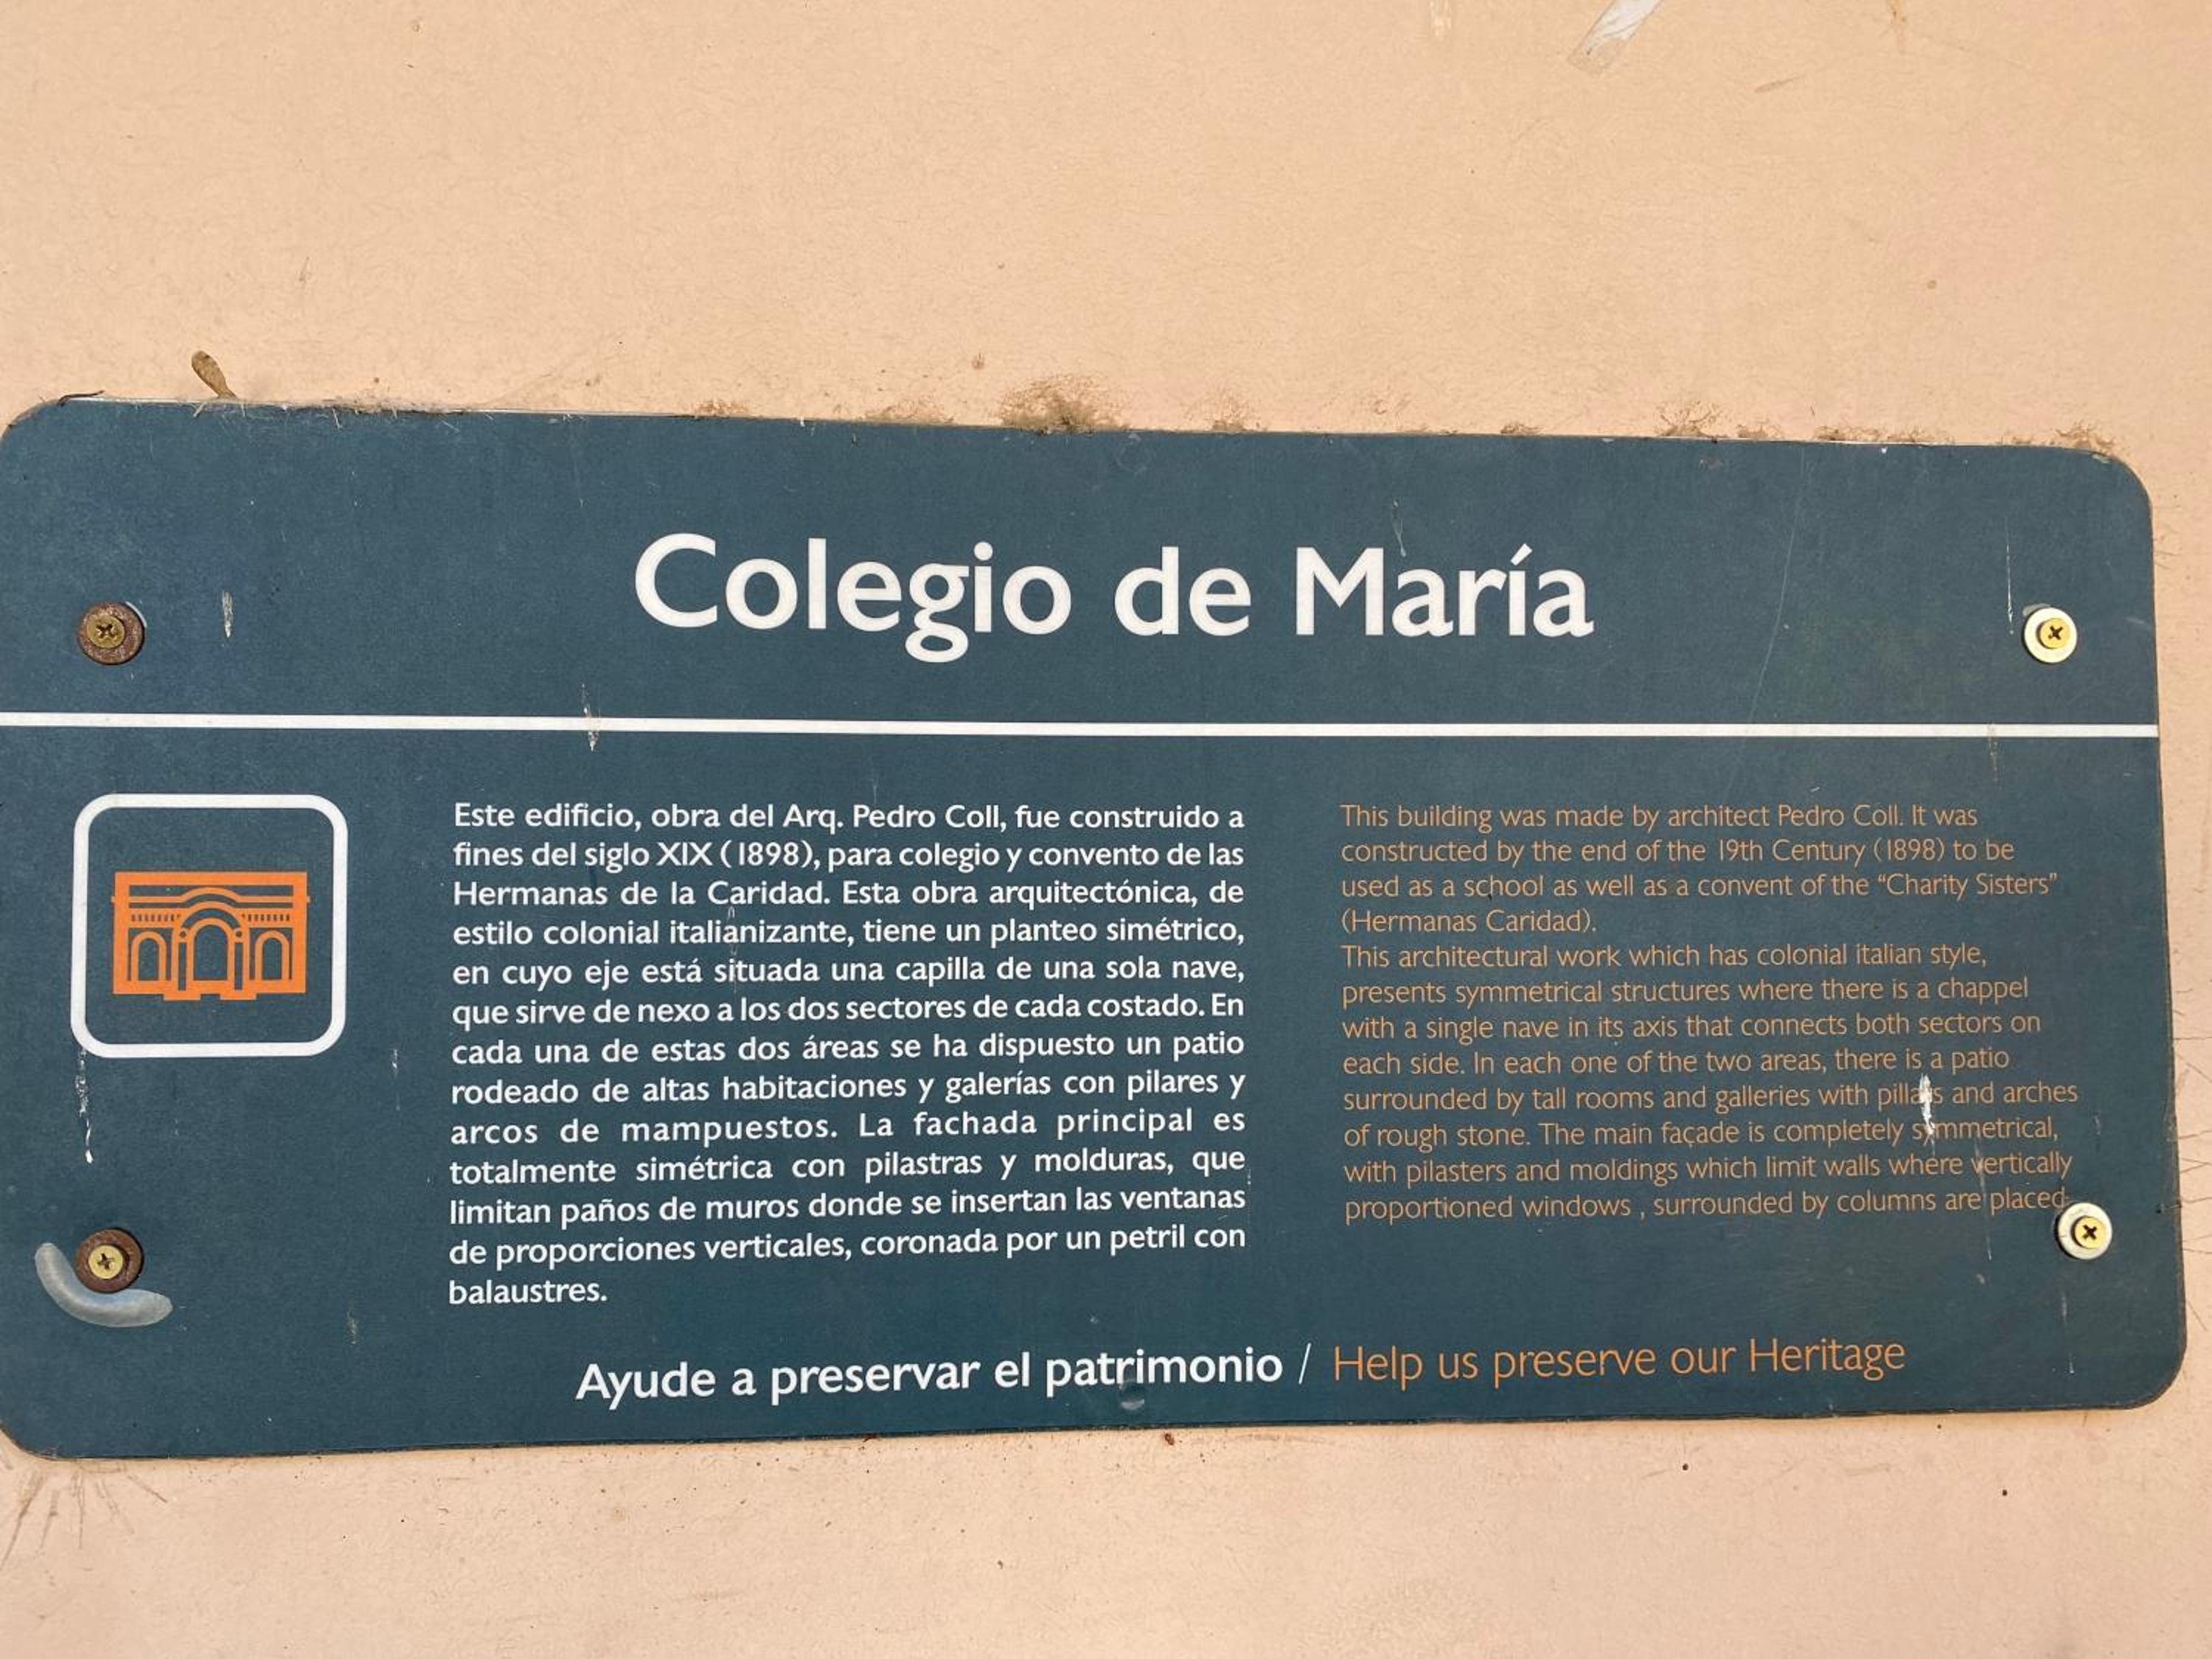 Colegio de María
Este edificio, obra del Arq. Pedro Coll, fue construido a
fines del siglo XIX (1898), para colegio y convento de las
Hermanas de la Caridad. Esta obra arquitectónica, de
estilo colonial italianizante, tiene un planteo simétrico,
en cuyo eje está situada una capilla de una sola nave,
que sirve de nexo a los dos sectores de cada costado. En
cada una de estas dos áreas se ha dispuesto un patio
rodeado de altas habitaciones y galerías con pilares y
arcos de mampuestos. La fachada principal es
totalmente simétrica con pilastras y molduras, que
limitan paños de muros donde se insertan las ventanas
de proporciones verticales, coronada por un petril con
balaustres.
This building was made by architect Pedro Coll. It was
constructed by the end of the 19th Century (1898) to be
used as a school as well as a convent of the “Charity Sisters”
(Hermanas Caridad).
This architectural work which has colonial italian style,
presents symmetrical structures where there is a chappel
with a single nave in its axis that connects both sectors on
each side. In each one of the two areas, there is a patio
surrounded by tall rooms and galleries with pillars and arches
of rough stone. The main façade is completely symmetrical,
with pilasters and moldings which limit walls where vertically
proportioned windows , surrounded by columns are placed.
Ayude a preservar el patrimonio / Help us preserve our Heritage